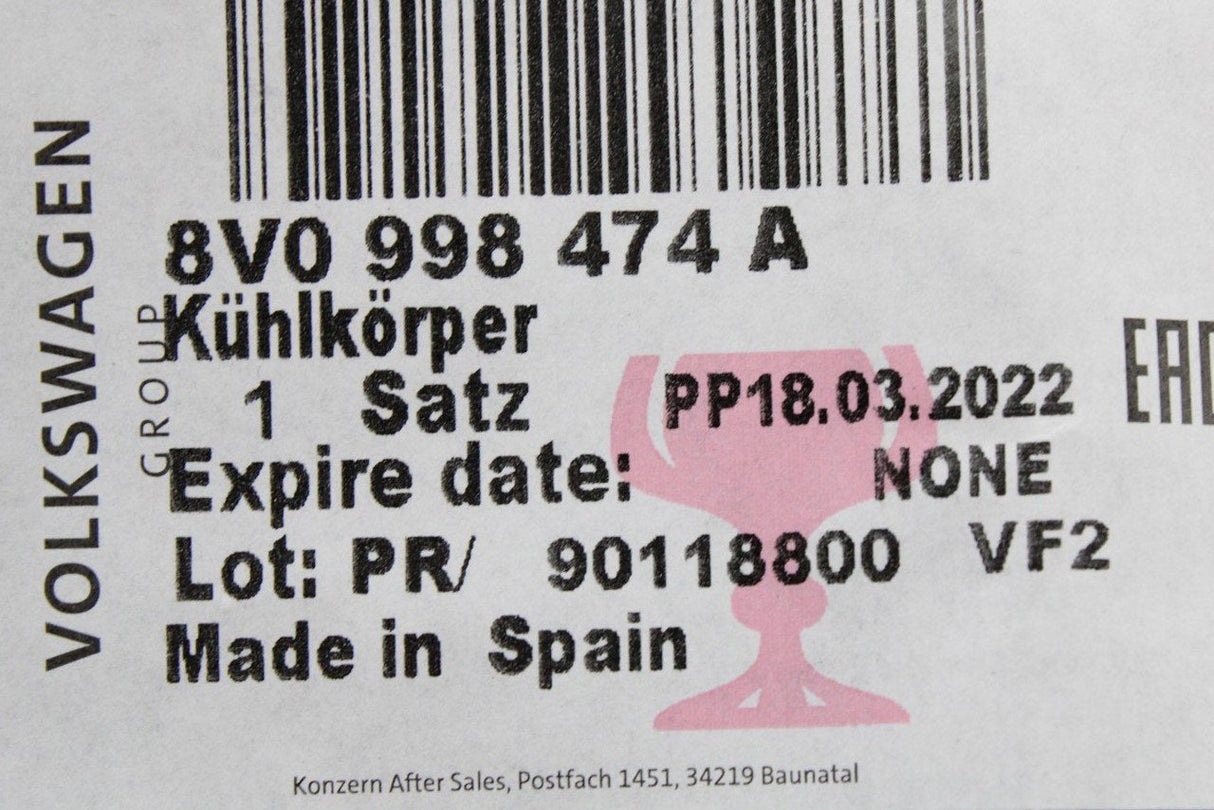 VOLKSWAGEN
GROUP
8V0 998 474 A
Kühlkörper
1 Satz PP18.03.2022
Expire date: NONE
Lot: PR/ 90118800 VF2
Made in Spain
EAC
Konzern After Sales, Postfach 1451, 34219 Baunatal